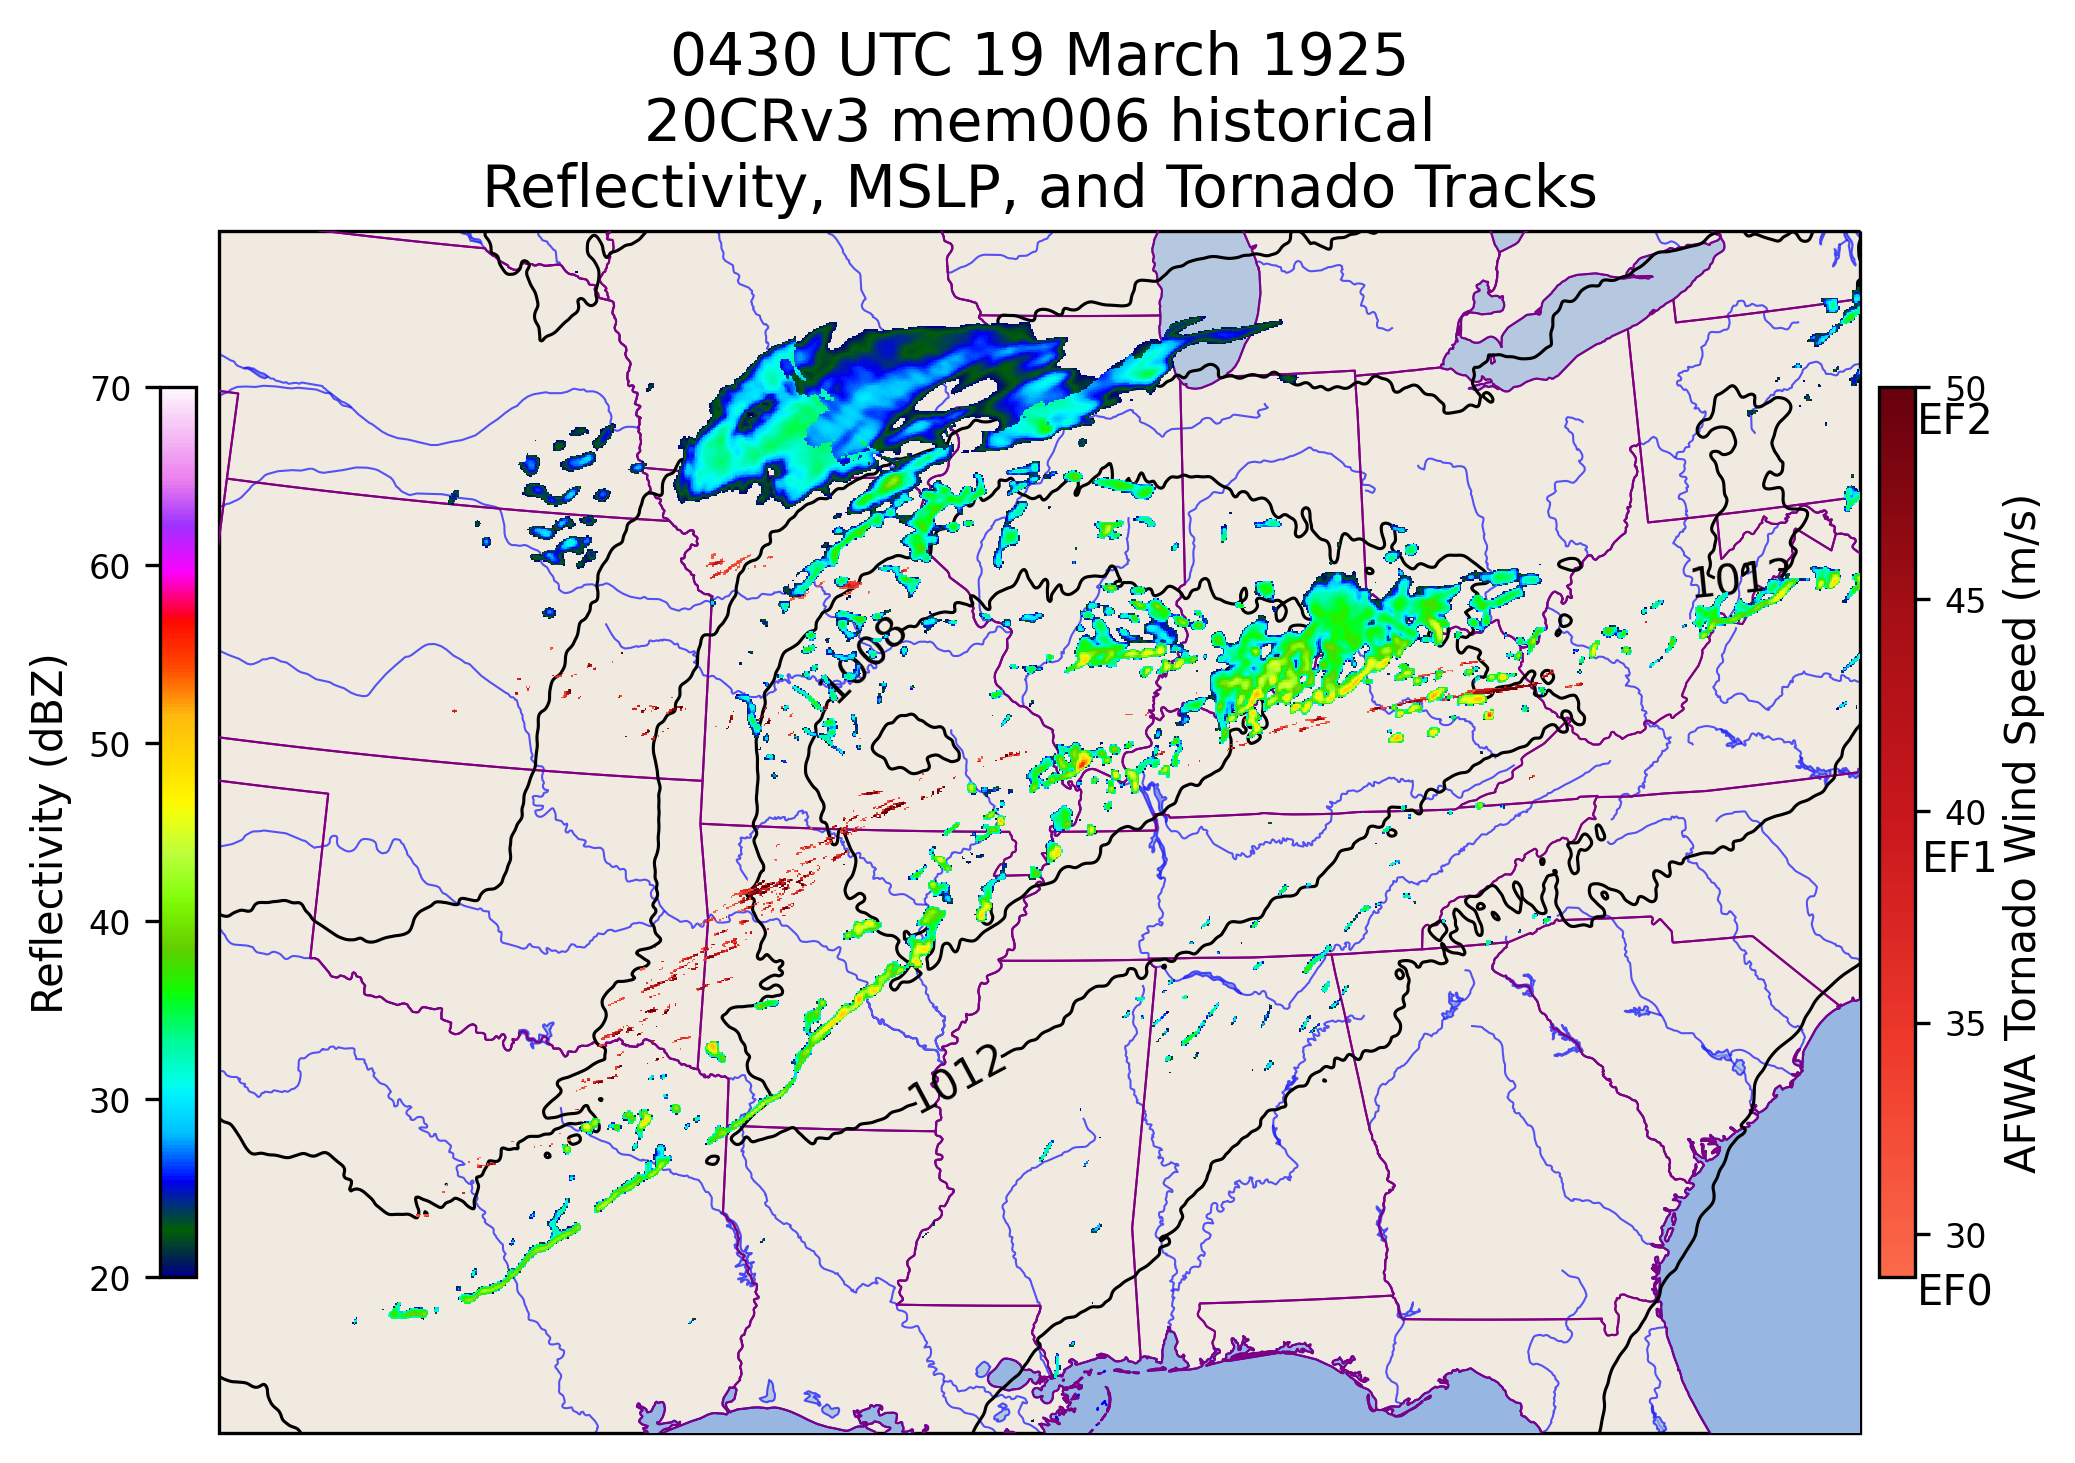 0430 UTC 19 March 1925
20CRv3 mem006 historical
Reflectivity, MSLP, and Tornado Tracks
Reflectivity (dBZ)
70
60
50
40
30
20
1008
1012
1012
50
EF2
45
40
EF1
35
30
EF0
AFWA Tornado Wind Speed (m/s)